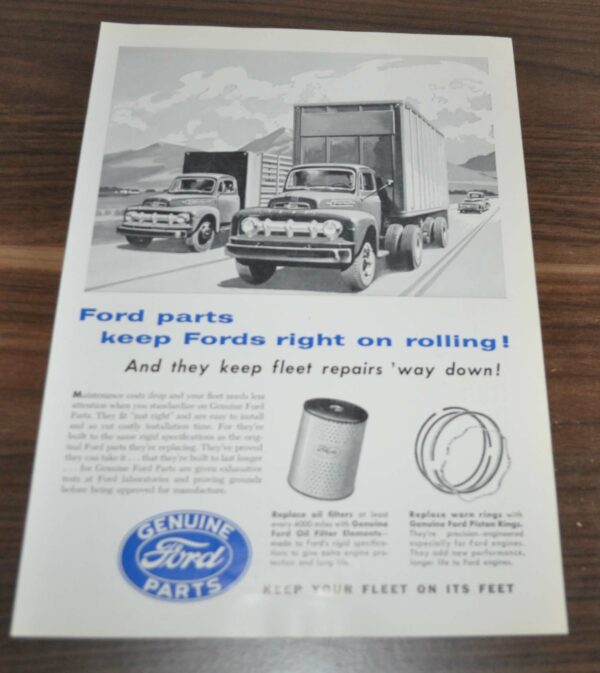 Ford parts
keep Fords right on rolling!
And they keep fleet repairs 'way down!
Maintenance costs drop and your fleet needs less
attention when you standardize on Genuine Ford
Parts. They fit "just right" and are easy to install
and so cut costly installation time. For they're
built to the same rigid specifications as the orig-
inal Ford parts they're replacing. They've proved
they can take it . . . that they're built to last longer
. . . for Genuine Ford Parts are given exhaustive
tests at Ford laboratories and proving grounds
before being approved for manufacture.
Ford
Replace oil filters at least
every 4000 miles with Genuine
Ford Oil Filter Elements—
made to Ford's rigid specifica-
tions to give extra engine pro-
tection and long life.
Replace worn rings with
Genuine Ford Piston Rings.
They're precision-engineered
especially for Ford engines.
They add new performance,
longer life to Ford engines.
GENUINE
Ford
PARTS
KEEP YOUR FLEET ON ITS FEET